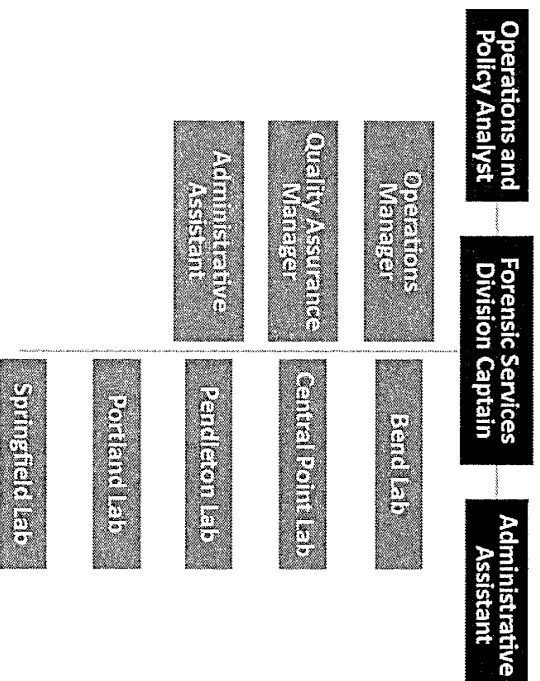 Operations and
Policy Analyst
Forensic Services
Division Captain
Administrative
Assistant
Operations
Manager
Quality Assurance
Manager
Administrative
Assistant
Bend Lab
Central Point Lab
Pendleton Lab
Portland Lab
Springfield Lab